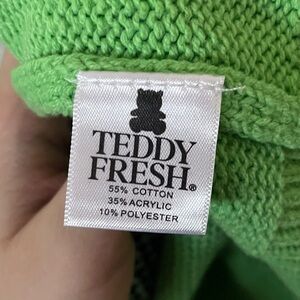 TEDDY
FRESH®
55% COTTON
35% ACRYLIC
10% POLYESTER